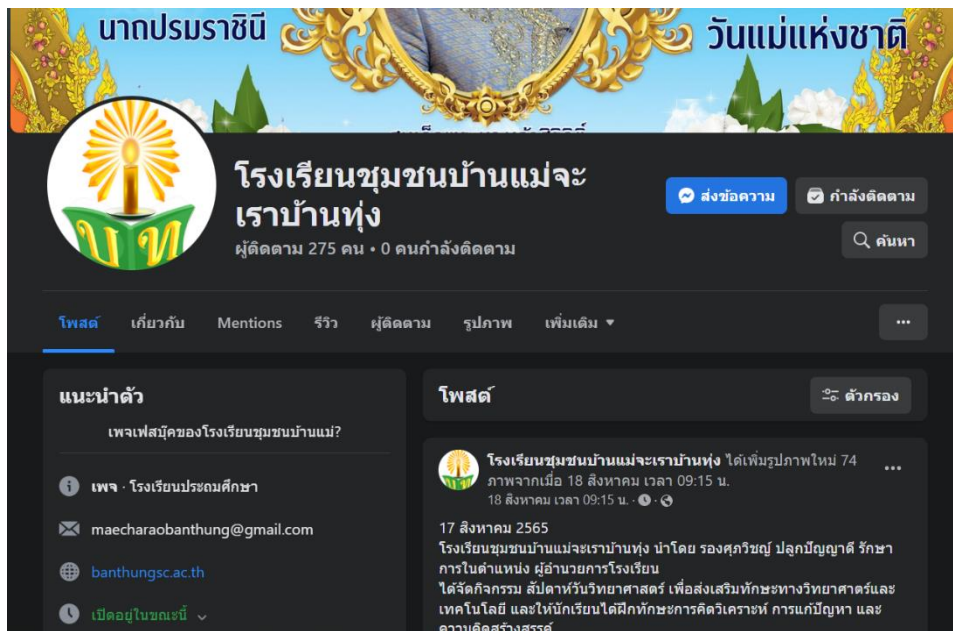 นาถปรมราชินี
วันแม่แห่งชาติ
บ ท
โรงเรียนชุมชนบ้านแม่จะ
เราบ้านทุ่ง
ผู้ติดตาม 275 คน • 0 คนกำลังติดตาม
ส่งข้อความ
กำลังติดตาม
ค้นหา
โพสต์ เกี่ยวกับ Mentions รีวิว ผู้ติดตาม รูปภาพ เพิ่มเติม
แนะนำตัว
เพจเฟสบุ๊คของโรงเรียนชุมชนบ้านแม่?
เพจ · โรงเรียนประถมศึกษา
maecharaobanthung@gmail.com
banthungsc.ac.th
เปิดอยู่ในขณะนี้
โพสต์
ตัวกรอง
โรงเรียนชุมชนบ้านแม่จะเราบ้านทุ่ง ได้เพิ่มรูปภาพใหม่ 74
ภาพจากเมื่อ 18 สิงหาคม เวลา 09:15 น.
18 สิงหาคม เวลา 09:15 น. ·
17 สิงหาคม 2565
โรงเรียนชุมชนบ้านแม่จะเราบ้านทุ่ง นำโดย รองศุภวิชญ์ ปลูกปัญญาดี รักษา
การในตำแหน่ง ผู้อำนวยการโรงเรียน
ได้จัดกิจกรรม สัปดาห์วันวิทยาศาสตร์ เพื่อส่งเสริมทักษะทางวิทยาศาตร์และ
เทคโนโลยี และให้นักเรียนได้ฝึกทักษะการคิดวิเคราะห์ การแก้ปัญหา และ
ความคิดสร้างสรรค์